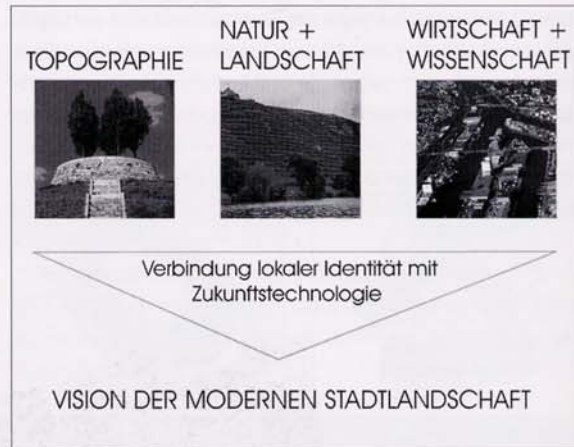 TOPOGRAPHIE
NATUR +
LANDSCHAFT
WIRTSCHAFT +
WISSENSCHAFT
Verbindung lokaler Identität mit
Zukunftstechnologie
VISION DER MODERNEN STADTLANDSCHAFT